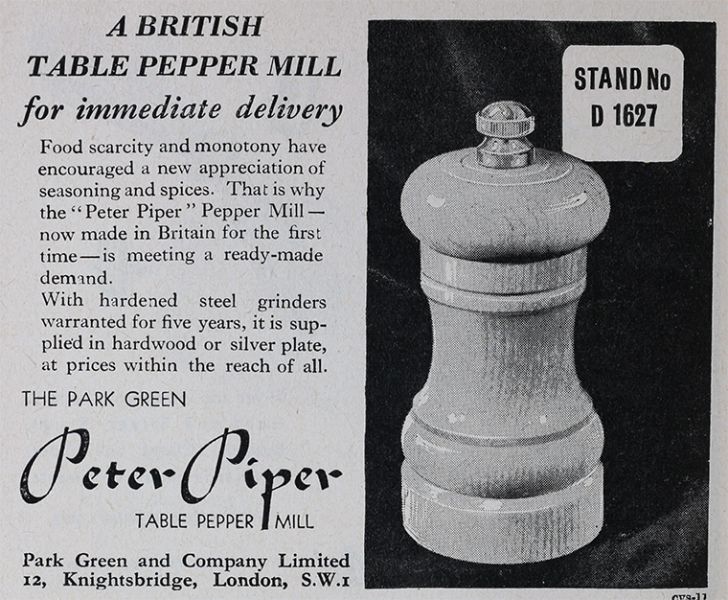 A BRITISH
TABLE PEPPER MILL
for immediate delivery
Food scarcity and monotony have
encouraged a new appreciation of
seasoning and spices. That is why
the "Peter Piper" Pepper Mill—
now made in Britain for the first
time—is meeting a ready-made
demand.
With hardened steel grinders
warranted for five years, it is sup-
plied in hardwood or silver plate,
at prices within the reach of all.
THE PARK GREEN
Peter Piper
TABLE PEPPER MILL
Park Green and Company Limited
12, Knightsbridge, London, S.W.1
STAND No
D 1627